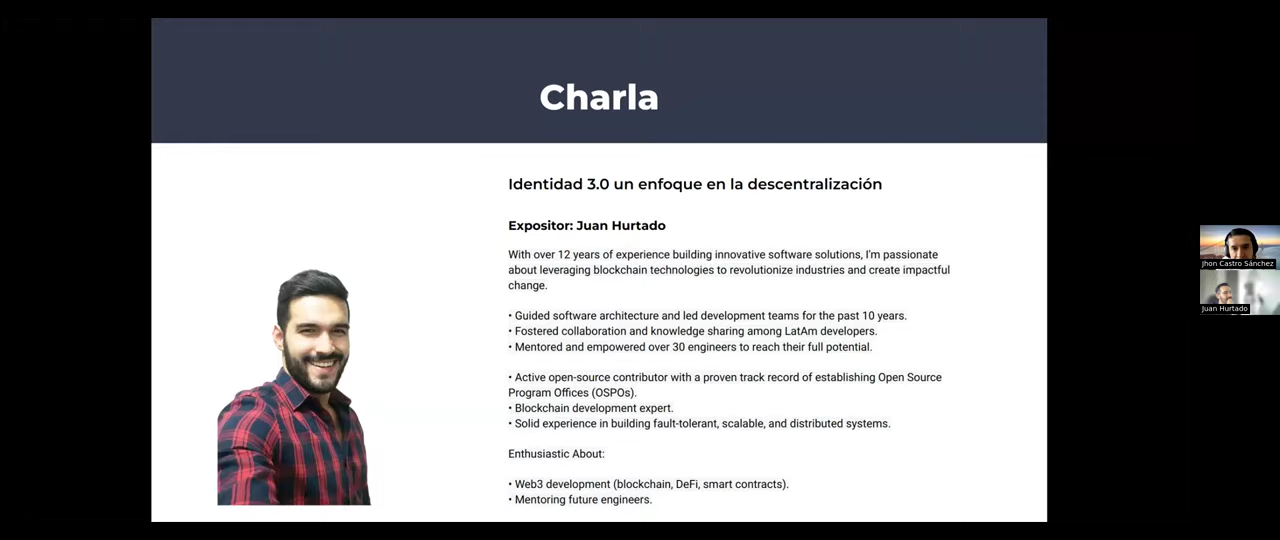 Charla
Identidad 3.0 un enfoque en la descentralización
Expositor: Juan Hurtado
With over 12 years of experience building innovative software solutions, I'm passionate
about leveraging blockchain technologies to revolutionize industries and create impactful
change.
• Guided software architecture and led development teams for the past 10 years.
• Fostered collaboration and knowledge sharing among LatAm developers.
• Mentored and empowered over 30 engineers to reach their full potential.
• Active open-source contributor with a proven track record of establishing Open Source
Program Offices (OSPOs).
• Blockchain development expert.
• Solid experience in building fault-tolerant, scalable, and distributed systems.
Enthusiastic About:
• Web3 development (blockchain, DeFi, smart contracts).
• Mentoring future engineers.
Jhon Castro Sánchez
Juan Hurtado